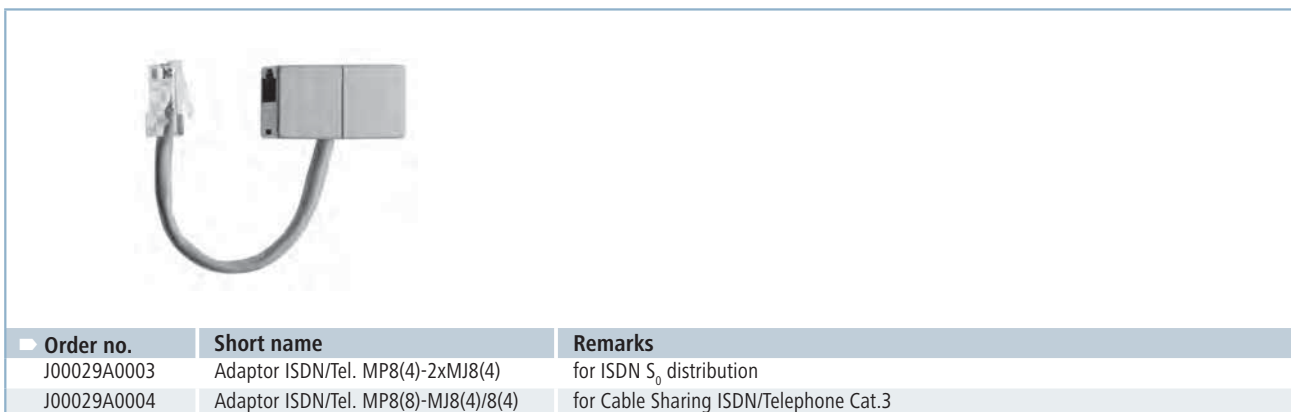 Order no. Short name Remarks
J00029A0003 Adaptor ISDN/Tel. MP8(4)-2xMJ8(4) for ISDN S0 distribution
J00029A0004 Adaptor ISDN/Tel. MP8(8)-MJ8(4)/8(4) for Cable Sharing ISDN/Telephone Cat.3